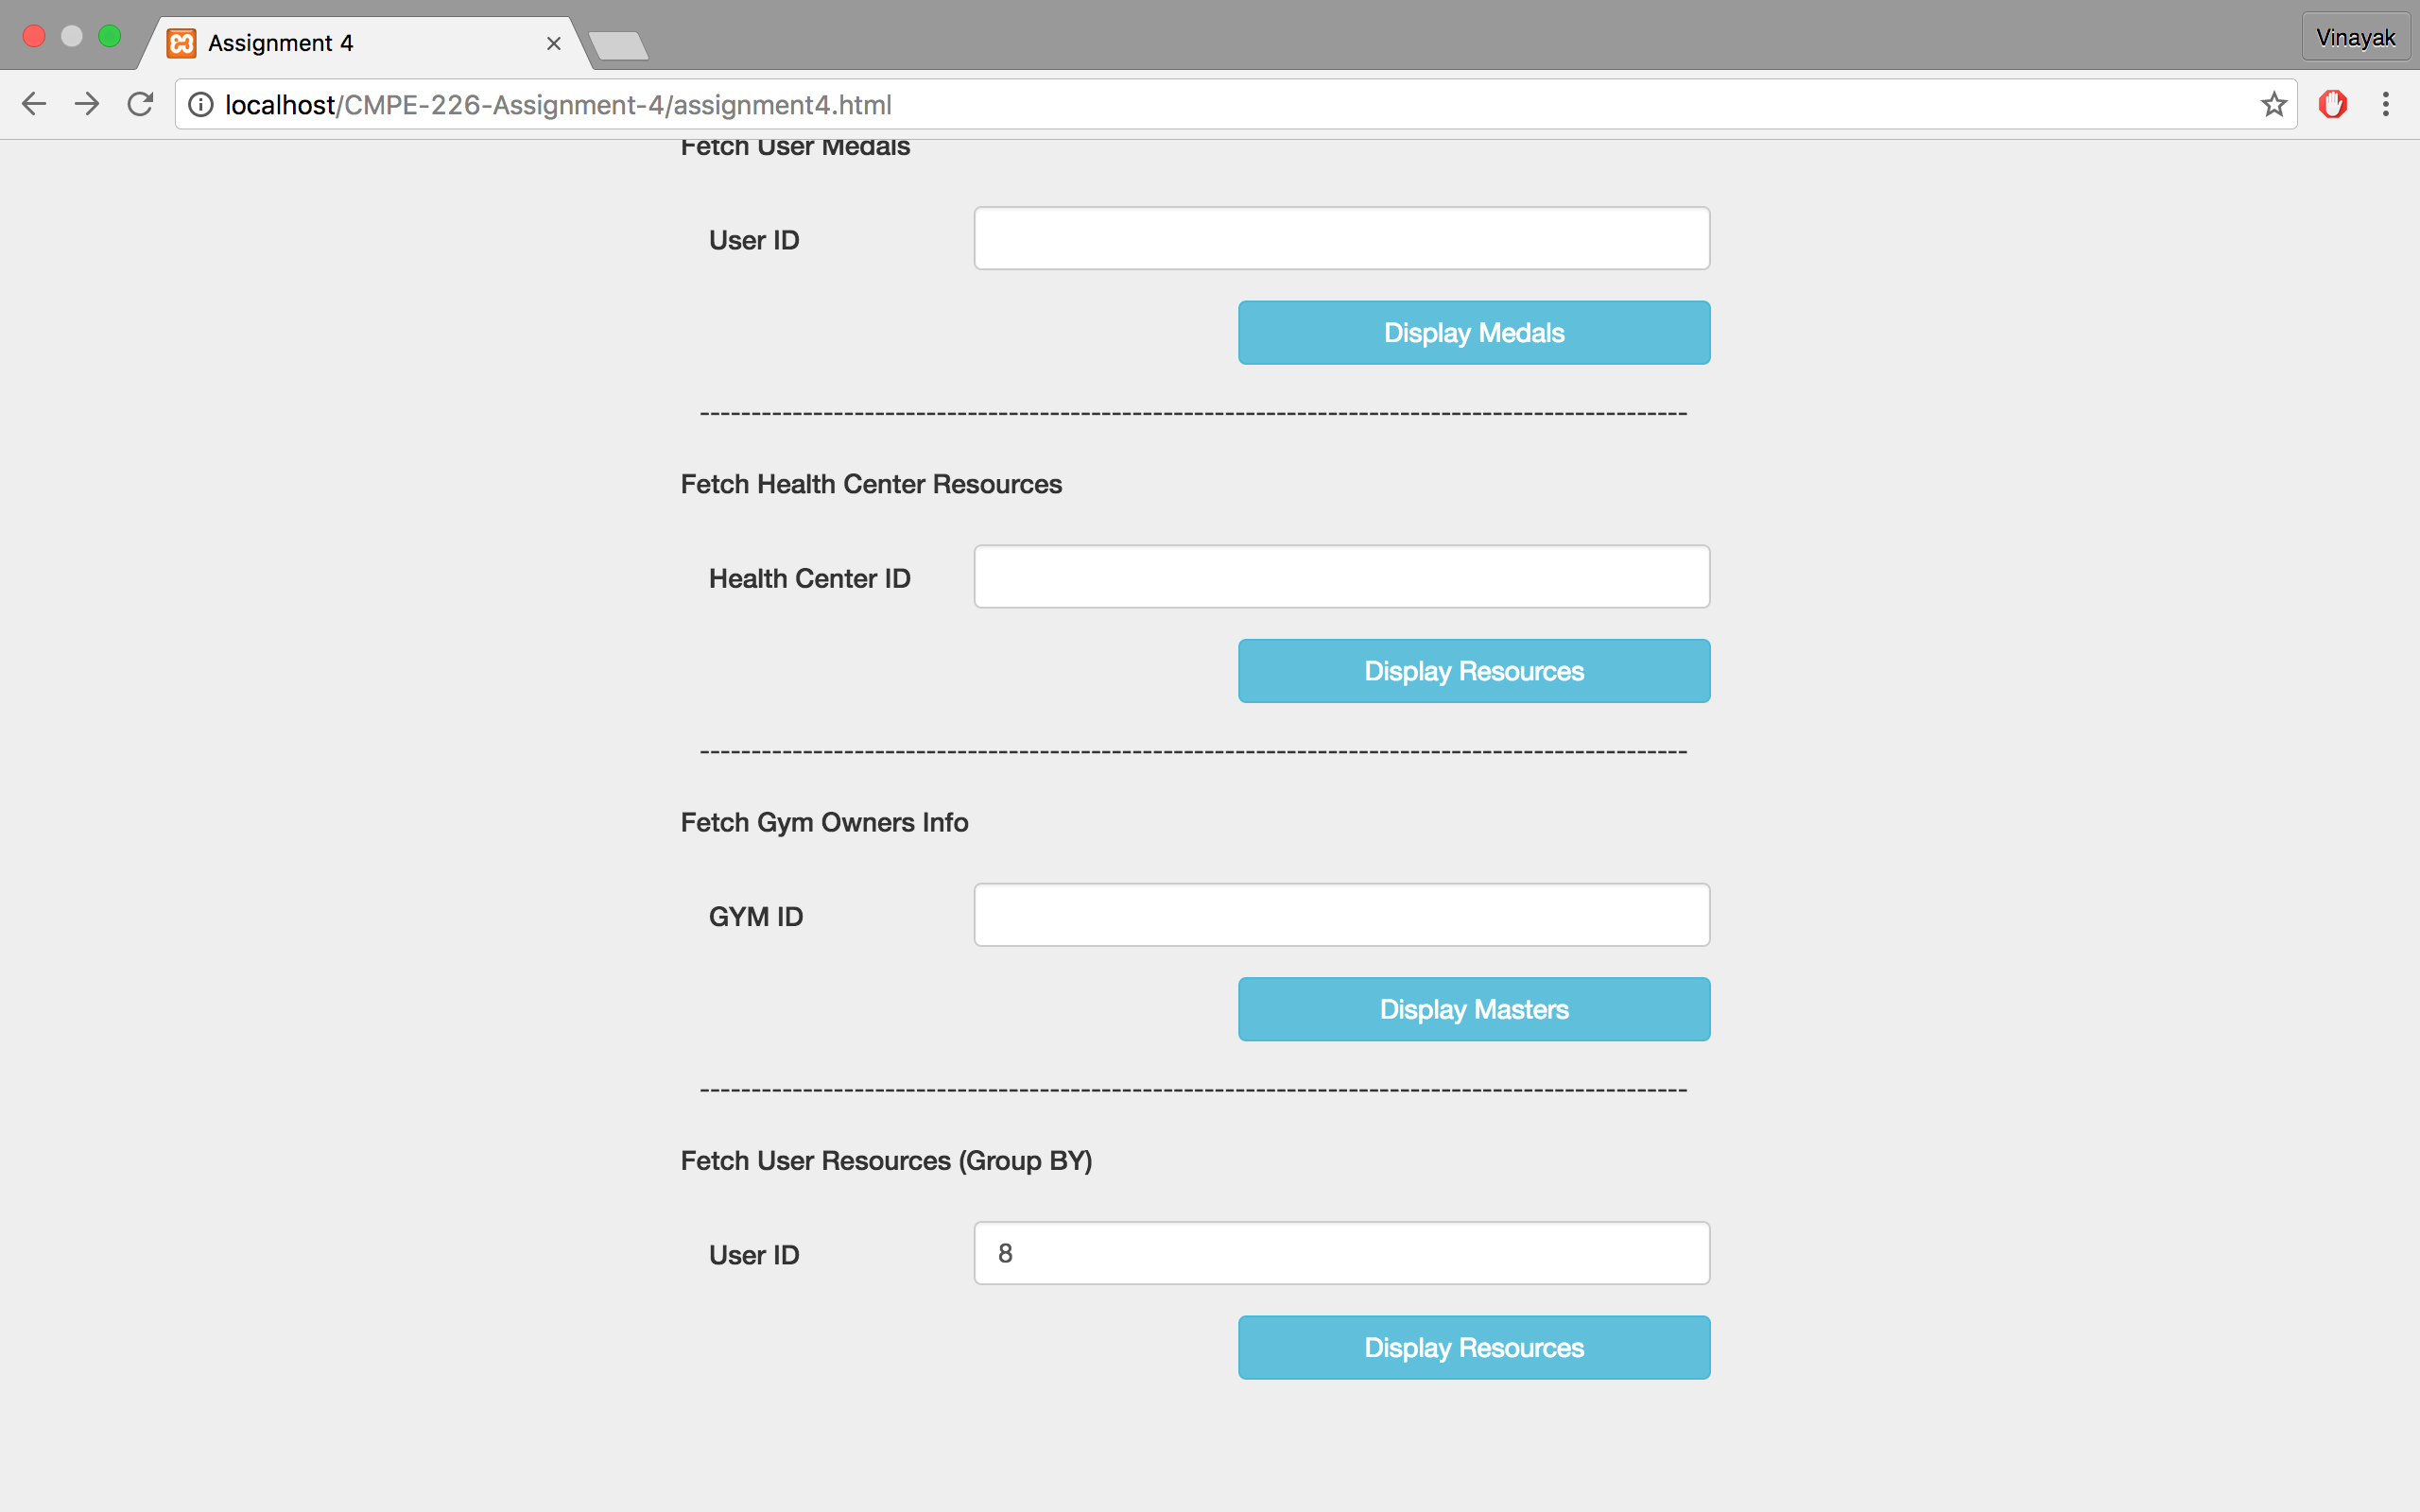 Assignment 4
Vinayak
localhost/CMPE-226-Assignment-4/assignment4.html
Fetch User Medals
User ID
Display Medals
------------------------------------------------------------------------------------------------
Fetch Health Center Resources
Health Center ID
Display Resources
------------------------------------------------------------------------------------------------
Fetch Gym Owners Info
GYM ID
Display Masters
------------------------------------------------------------------------------------------------
Fetch User Resources (Group BY)
User ID
8
Display Resources